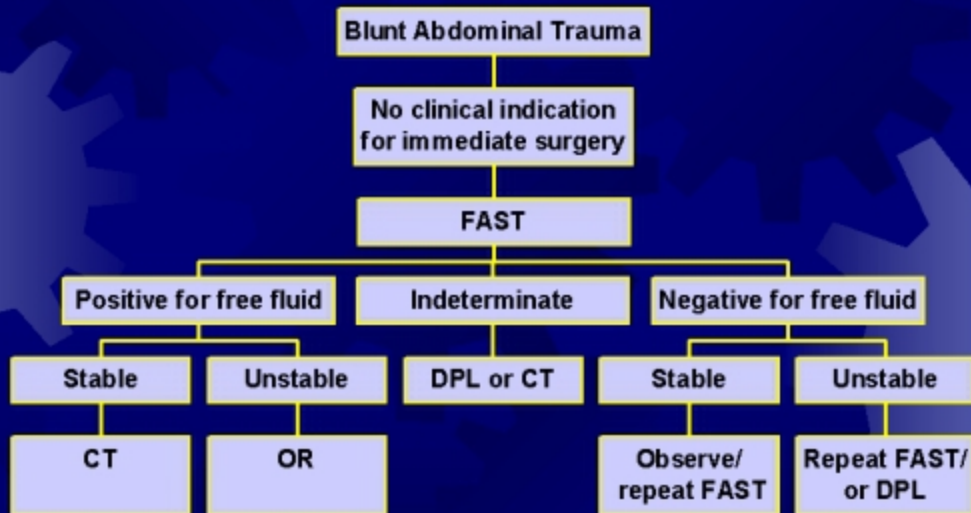 Blunt Abdominal Trauma
No clinical indication
for immediate surgery
FAST
Positive for free fluid
Indeterminate
Negative for free fluid
Stable
Unstable
DPL or CT
Stable
Unstable
CT
OR
Observe/
repeat FAST
Repeat FAST/
or DPL